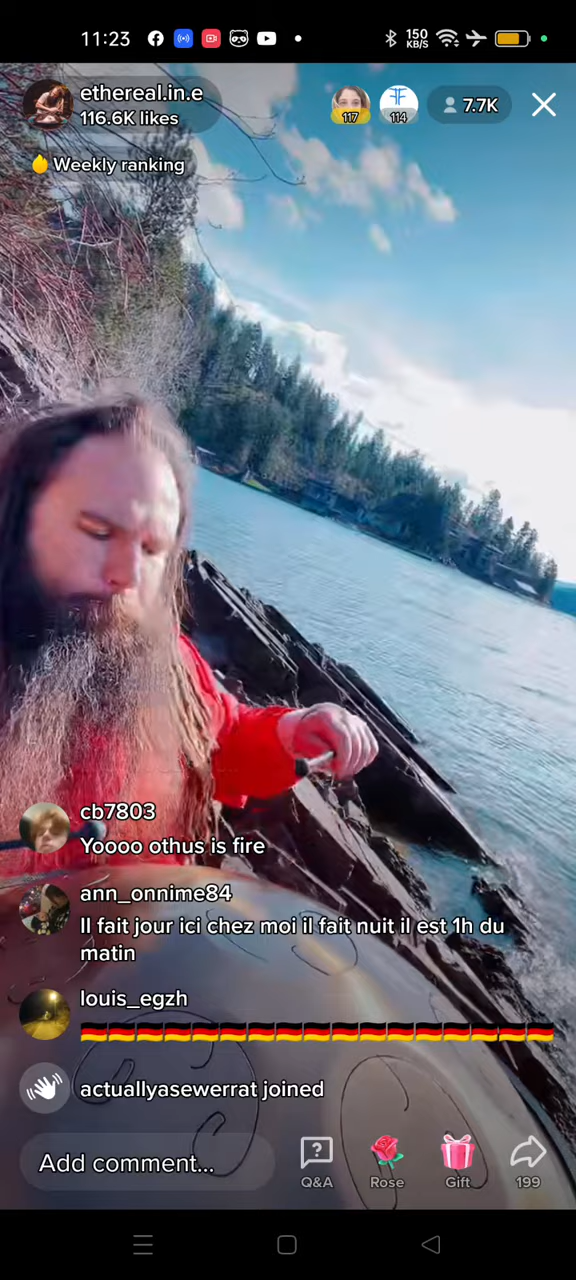 11:23
150
KB/S
ethereal.in.e
116.6K likes
117
114
7.7K
Weekly ranking
cb7803
Yoooo othus is fire
ann_onnime84
Il fait jour ici chez moi il fait nuit il est 1h du
matin
louis_egzh
🇩🇪🇩🇪🇩🇪🇩🇪🇩🇪🇩🇪🇩🇪🇩🇪🇩🇪🇩🇪🇩🇪🇩🇪🇩🇪🇩🇪🇩🇪🇩🇪🇩🇪
actuallyasewerrat joined
Add comment...
Q&A
Rose
Gift
199